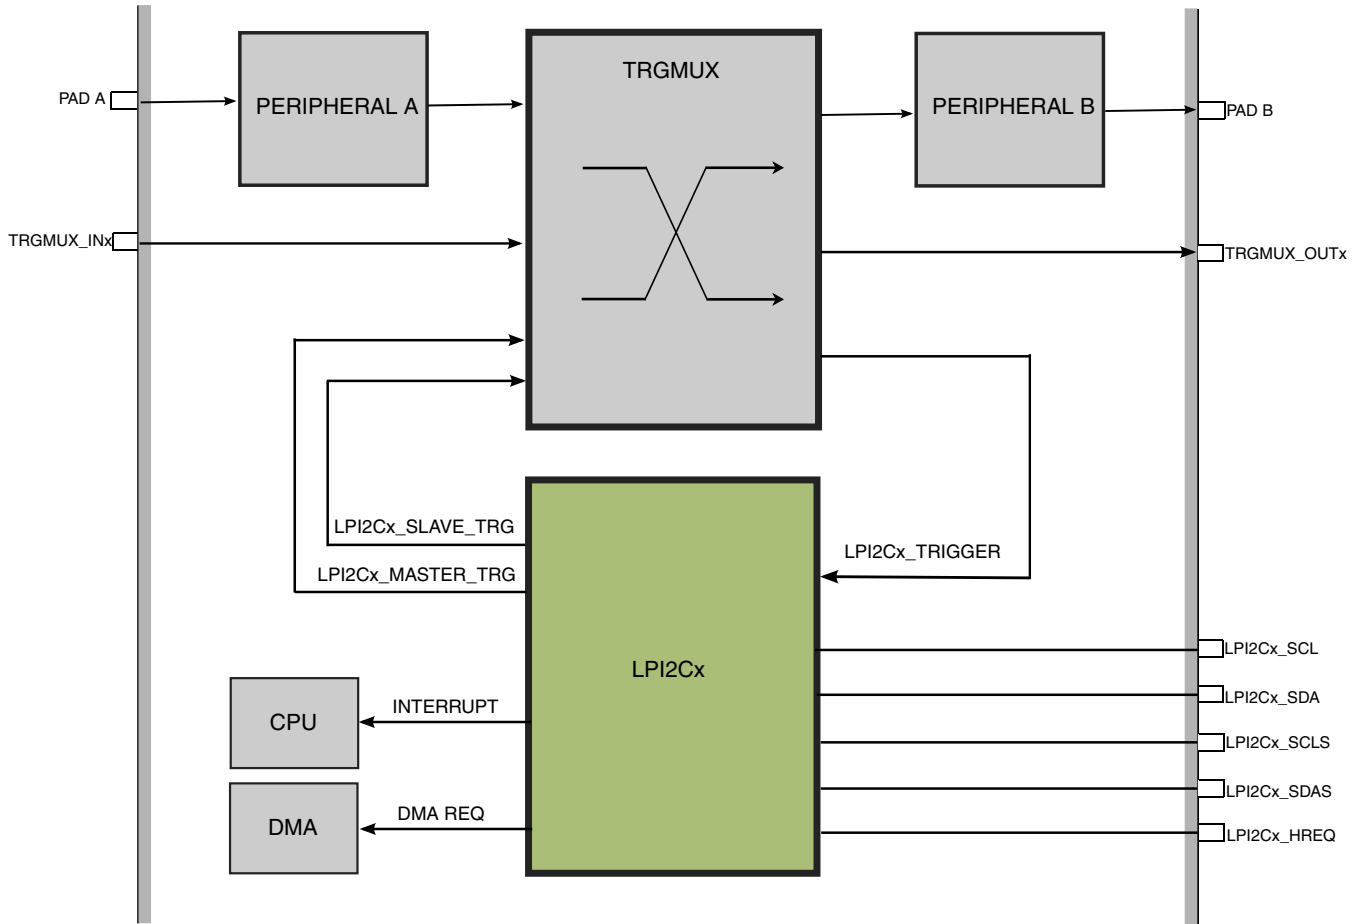 TRGMUX
PAD A
PERIPHERAL A
PERIPHERAL B
PAD B
TRGMUX_INx
TRGMUX_OUTx
LPI2Cx_SLAVE_TRG
LPI2Cx_TRIGGER
LPI2Cx_MASTER_TRG
LPI2Cx_SCL
LPI2Cx
LPI2Cx_SDA
INTERRUPT
CPU
LPI2Cx_SCLS
LPI2Cx_SDAS
DMA REQ
DMA
LPI2Cx_HREQ